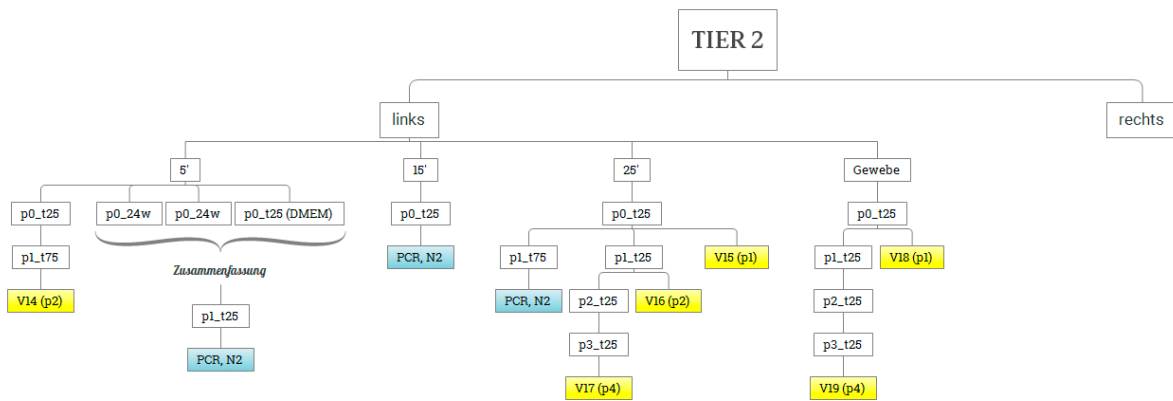 TIER 2
links
rechts
5'
15'
25'
Gewebe
p0_t25
p0_24w
p0_24w
p0_t25 (DMEM)
p0_t25
p0_t25
p0_t25
p1_t75
Zusammenfassung
PCR, N2
p1_t75
p1_t25
V15 (p1)
p1_t25
V18 (p1)
V14 (p2)
p1_t25
PCR, N2
p2_t25
V16 (p2)
p2_t25
PCR, N2
p3_t25
p3_t25
V17 (p4)
V19 (p4)